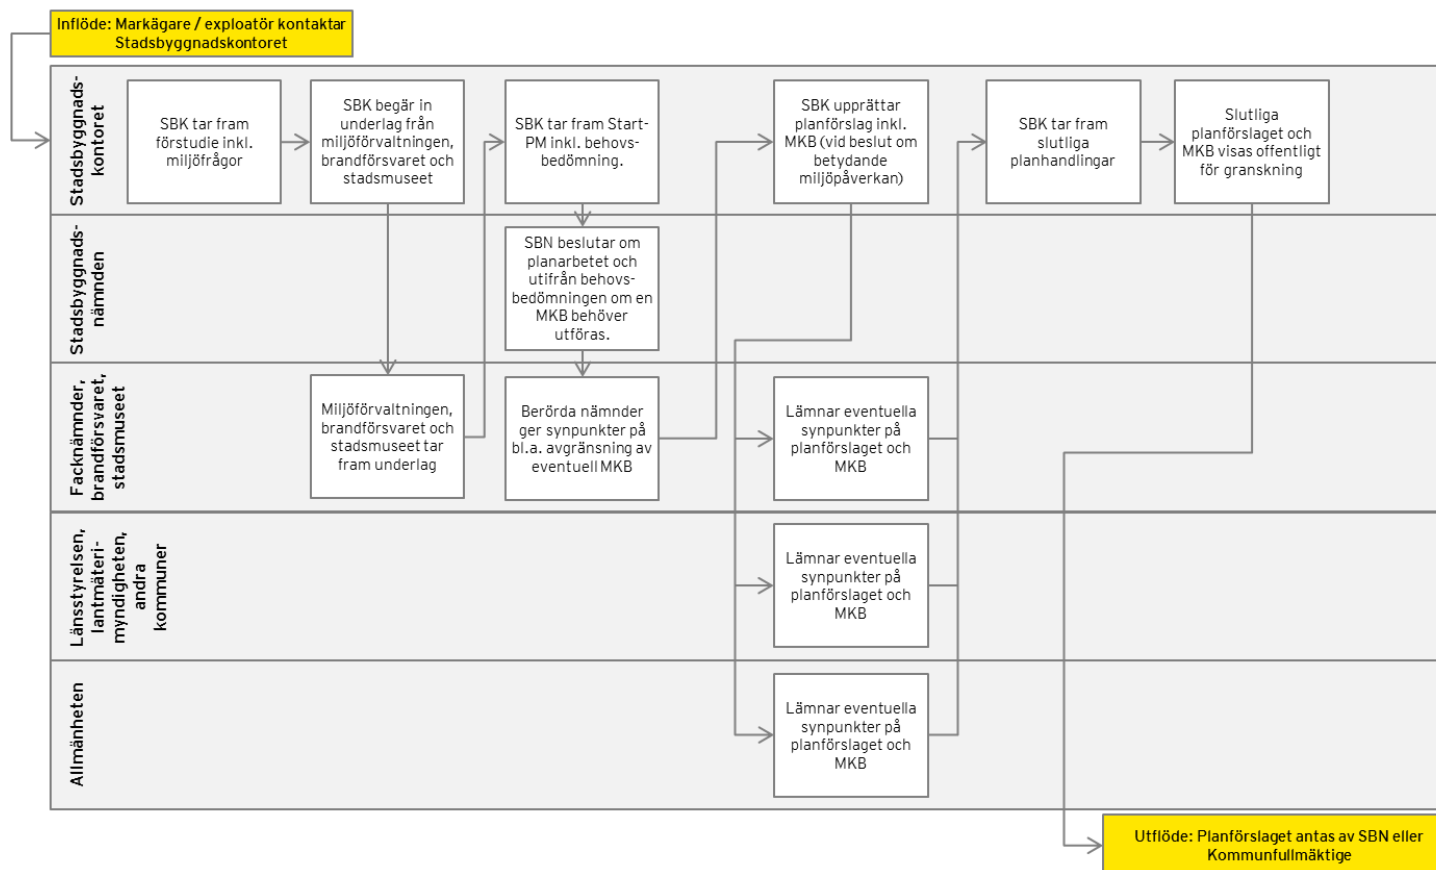 Inflöde: Markägare / exploatör kontaktar
Stadsbyggnadskontoret
Stadsbyggnads-
kontoret
SBK tar fram
förstudie inkl.
miljöfrågor
SBK begär in
underlag från
miljöförvaltningen,
brandförsvaret och
stadsmuseet
SBK tar fram Start-
PM inkl. behovs-
bedömning.
SBK upprättar
planförslag inkl.
MKB (vid beslut om
betydande
miljöpåverkan)
SBK tar fram
slutliga
planhandlingar
Slutliga
planförslaget och
MKB visas offentligt
för granskning
Stadsbyggnads-
nämnden
SBN beslutar om
planarbetet och
utifrån behovs-
bedömningen om en
MKB behöver
utföras.
Facknämnder,
brandförsvaret,
stadsmuseet
Miljöförvaltningen,
brandförsvaret och
stadsmuseet tar
fram underlag
Berörda nämnder
ger synpunkter på
bl.a. avgränsning av
eventuell MKB
Lämnar eventuella
synpunkter på
planförslaget och
MKB
Länsstyrelsen,
lantmäteri-
myndigheten,
andra
kommuner
Lämnar eventuella
synpunkter på
planförslaget och
MKB
Allmänheten
Lämnar eventuella
synpunkter på
planförslaget och
MKB
Utflöde: Planförslaget antas av SBN eller
Kommunfullmäktige